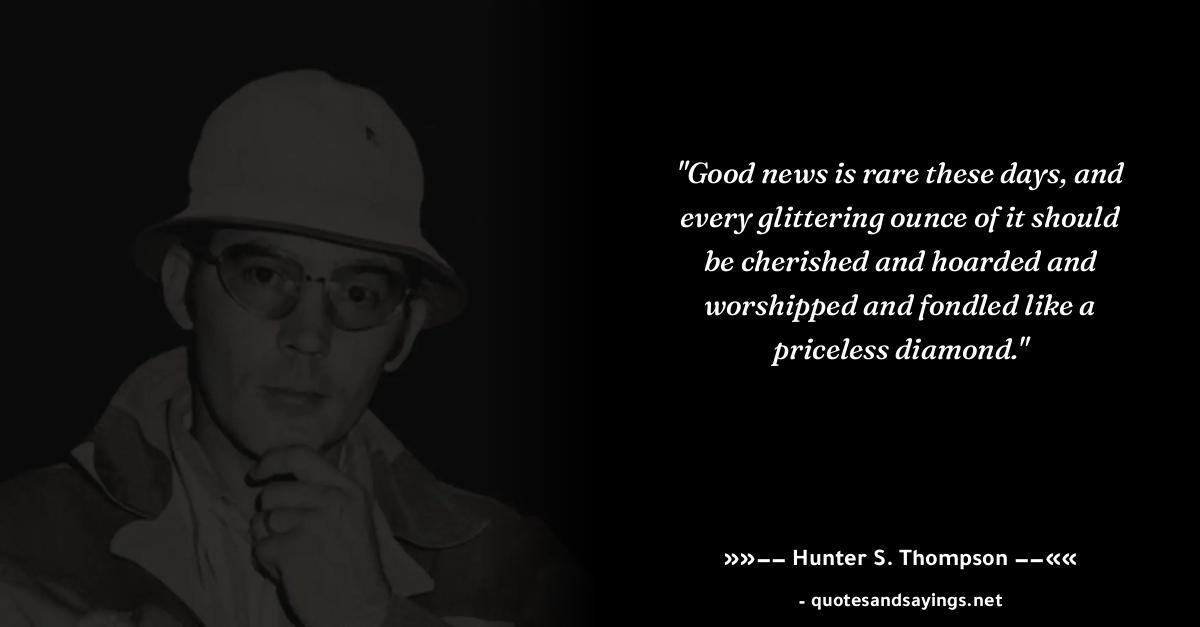 "Good news is rare these days, and
every glittering ounce of it should
be cherished and hoarded and
worshipped and fondled like a
priceless diamond."
»»−− Hunter S. Thompson −−««
- quotesandsayings.net